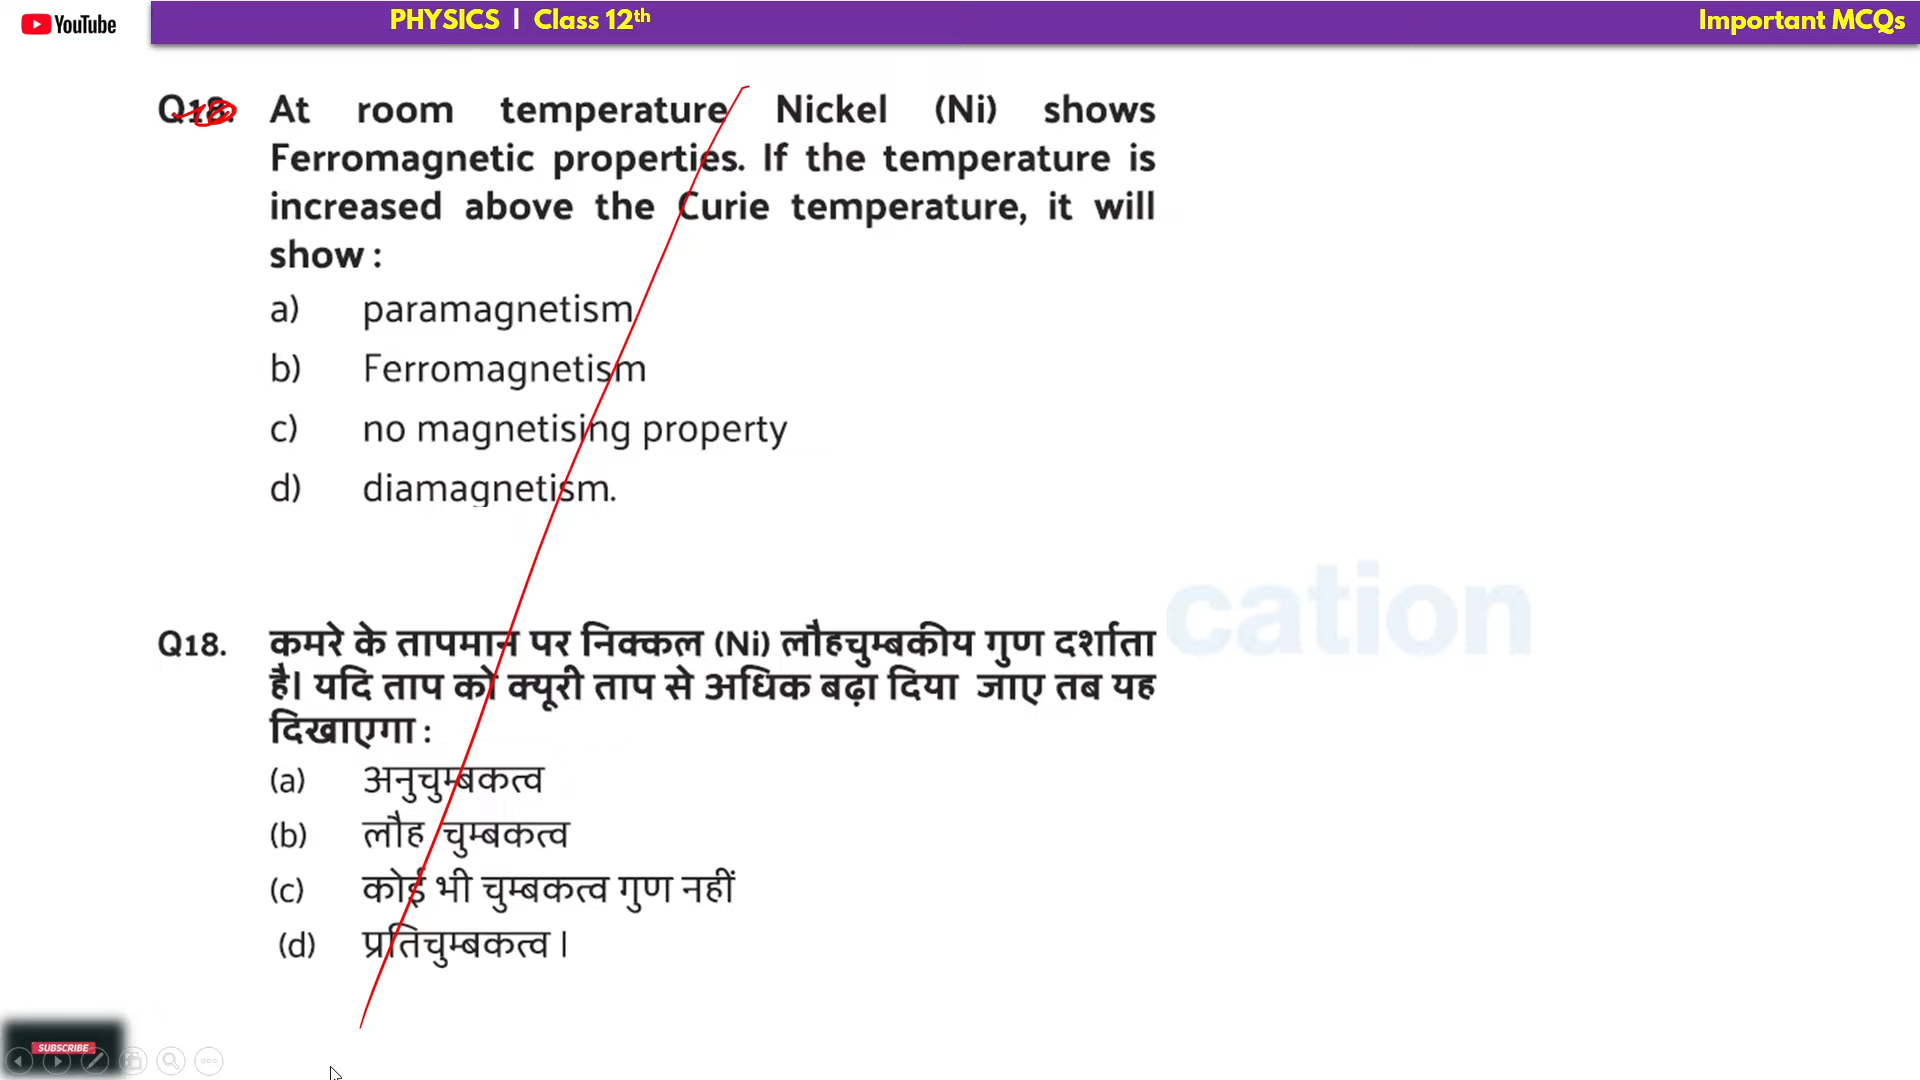 YouTube
PHYSICS | Class 12th
Important MCQs
Q18. At room temperature Nickel (Ni) shows
Ferromagnetic properties. If the temperature is
increased above the Curie temperature, it will
show :
a) paramagnetism
b) Ferromagnetism
c) no magnetising property
d) diamagnetism.
cation
Q18. कमरे के तापमान पर निक्कल (Ni) लौहचुम्बकीय गुण दर्शाता
है। यदि ताप को क्यूरी ताप से अधिक बढ़ा दिया जाए तब यह
दिखाएगा :
(a) अनुचुम्बकत्व
(b) लौह चुम्बकत्व
(c) कोई भी चुम्बकत्व गुण नहीं
(d) प्रतिचुम्बकत्व ।
SUBSCRIBE